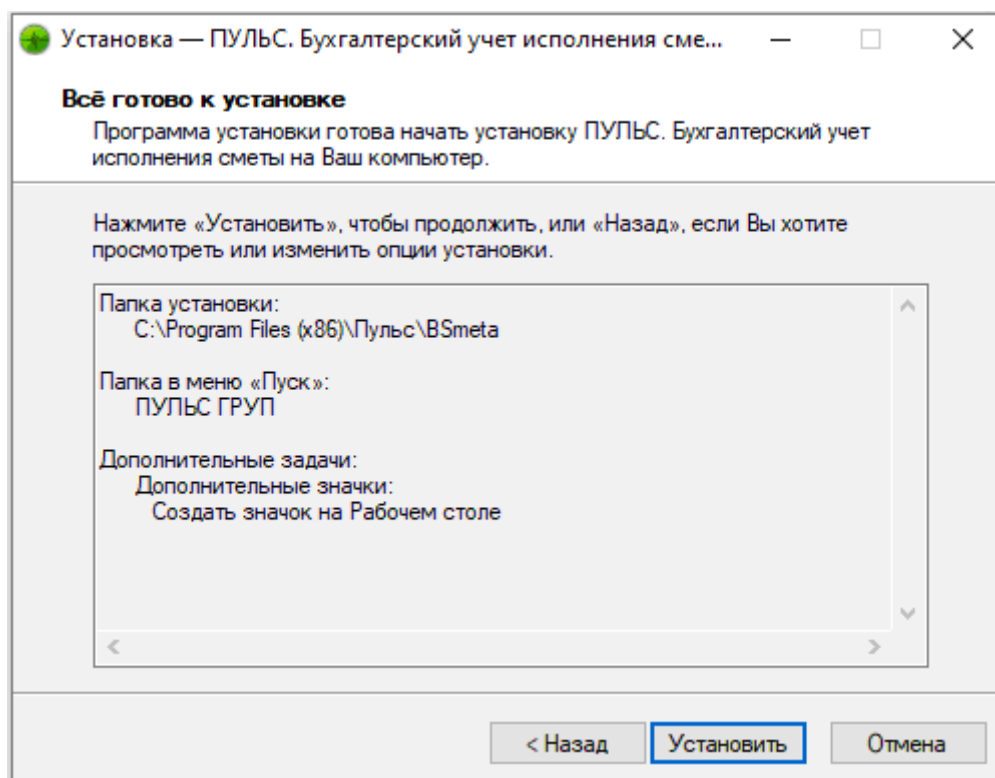 Установка — ПУЛЬС. Бухгалтерский учет исполнения сме...
Всё готово к установке
Программа установки готова начать установку ПУЛЬС. Бухгалтерский учет
исполнения сметы на Ваш компьютер.
Нажмите «Установить», чтобы продолжить, или «Назад», если Вы хотите
просмотреть или изменить опции установки.
Папка установки:
C:\Program Files (x86)\Пульс\BSmeta
Папка в меню «Пуск»:
ПУЛЬС ГРУП
Дополнительные задачи:
Дополнительные значки:
Создать значок на Рабочем столе
< Назад
Установить
Отмена